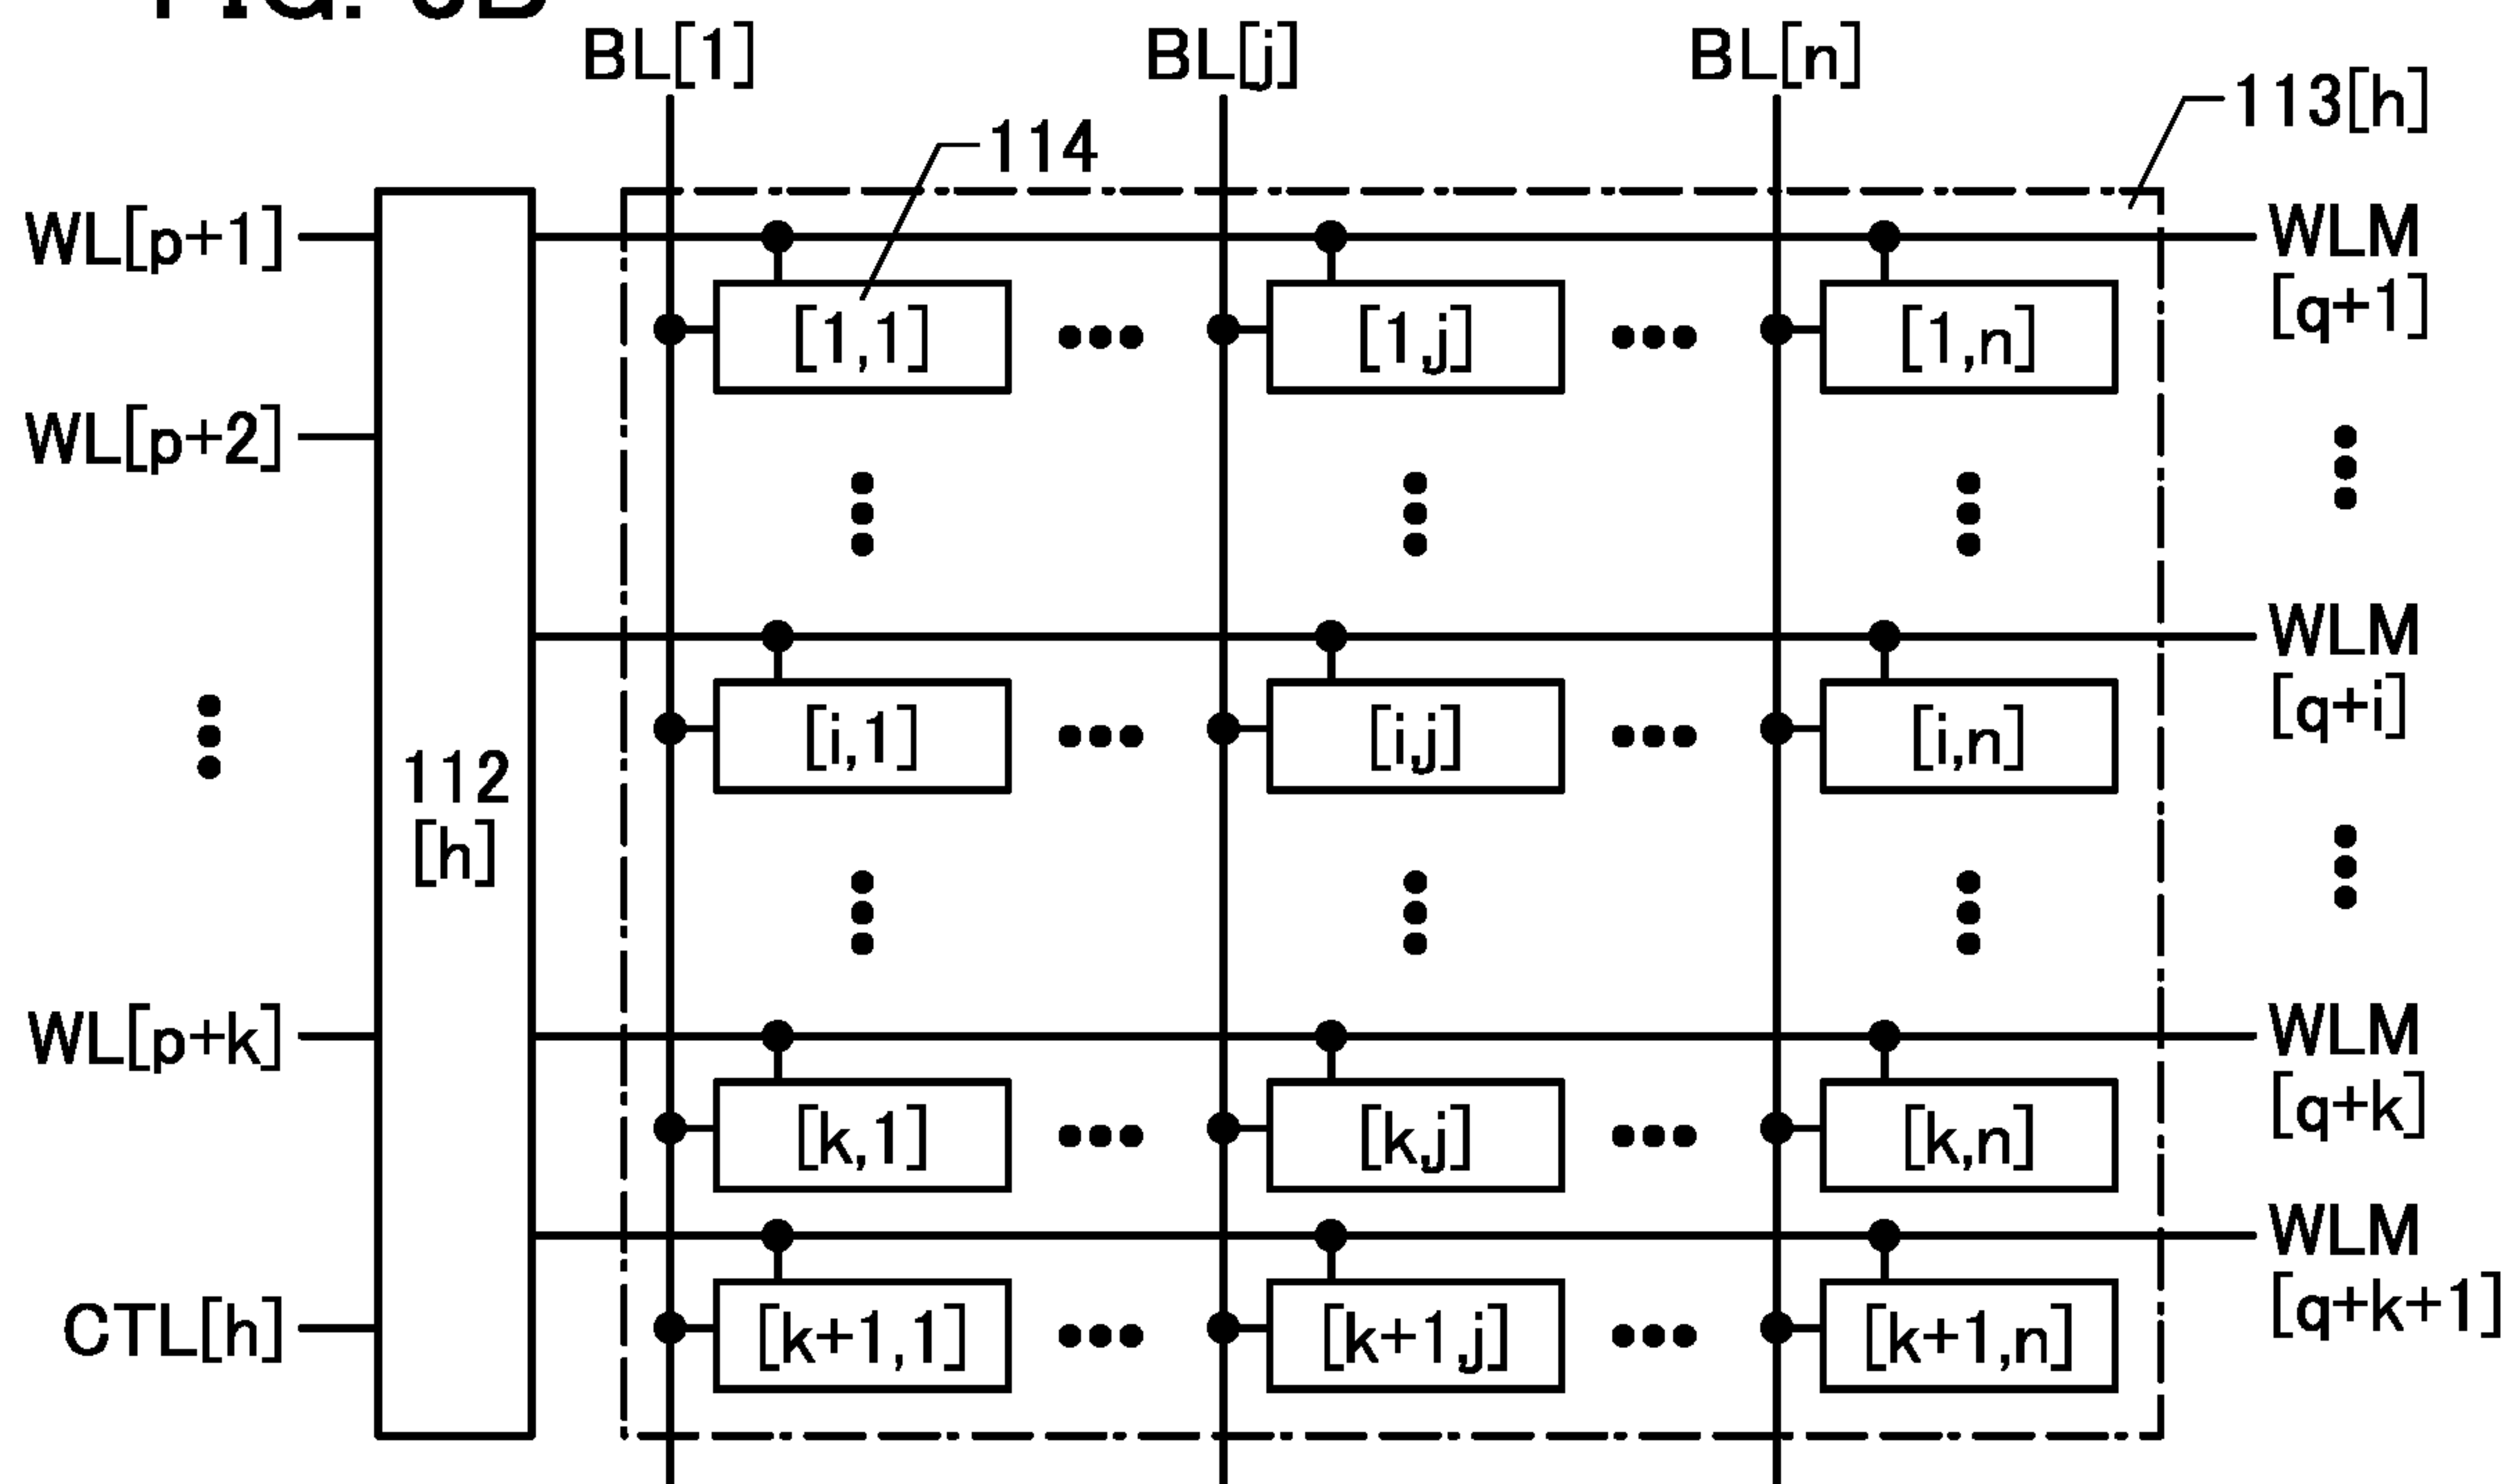 BL[1] BL[j] BL[n]
113[h]
114
WL[p+1]
WLM
[q+1]
[1,1] [1,j] [1,n]
WL[p+2]
WLM
[q+i]
[i,1] [i,j] [i,n]
112
[h]
WL[p+k]
WLM
[q+k]
[k,1] [k,j] [k,n]
WLM
[q+k+1]
CTL[h]
[k+1,1] [k+1,j] [k+1,n]